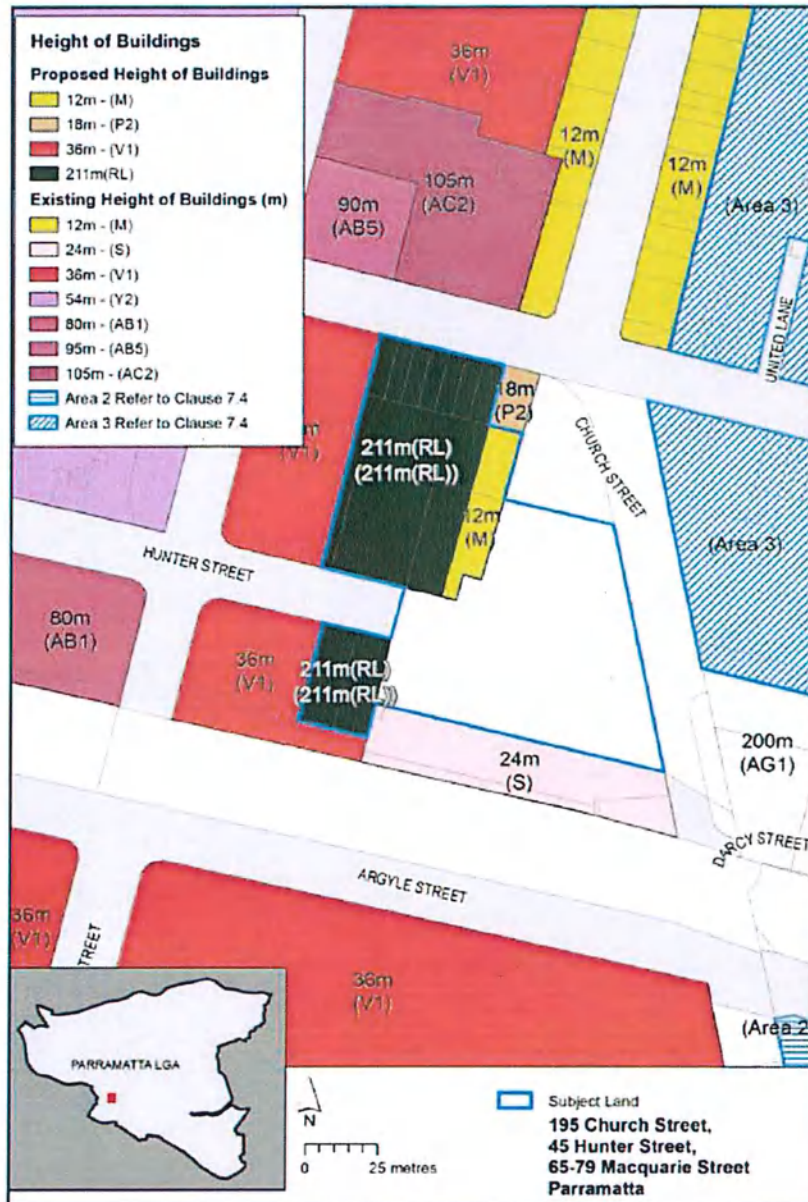 Height of Buildings
Proposed Height of Buildings
12m - (M)
18m - (P2)
36m - (V1)
211m(RL)
Existing Height of Buildings (m)
12m - (M)
24m - (S)
36m - (V1)
54m - (Y2)
80m - (AB1)
95m - (AB5)
105m - (AC2)
Area 2 Refer to Clause 7.4
Area 3 Refer to Clause 7.4
36m
(V1)
12m
(M)
12m
(M)
(Area 3)
105m
(AC2)
90m
(AB5)
UNITED LANE
18m
(P2)
CHURCH STREET
(V1)
211m(RL)
(211m(RL))
12m
(M)
(Area 3)
HUNTER STREET
80m
(AB1)
36m
(V1)
211m(RL)
(211m(RL))
24m
(S)
200m
(AG1)
DARCY STREET
ARGYLE STREET
36m
(V1)
STREET
36m
(V1)
(Area 2
PARRAMATTA LGA
N
0 25 metres
Subject Land
195 Church Street,
45 Hunter Street,
65-79 Macquarie Street
Parramatta